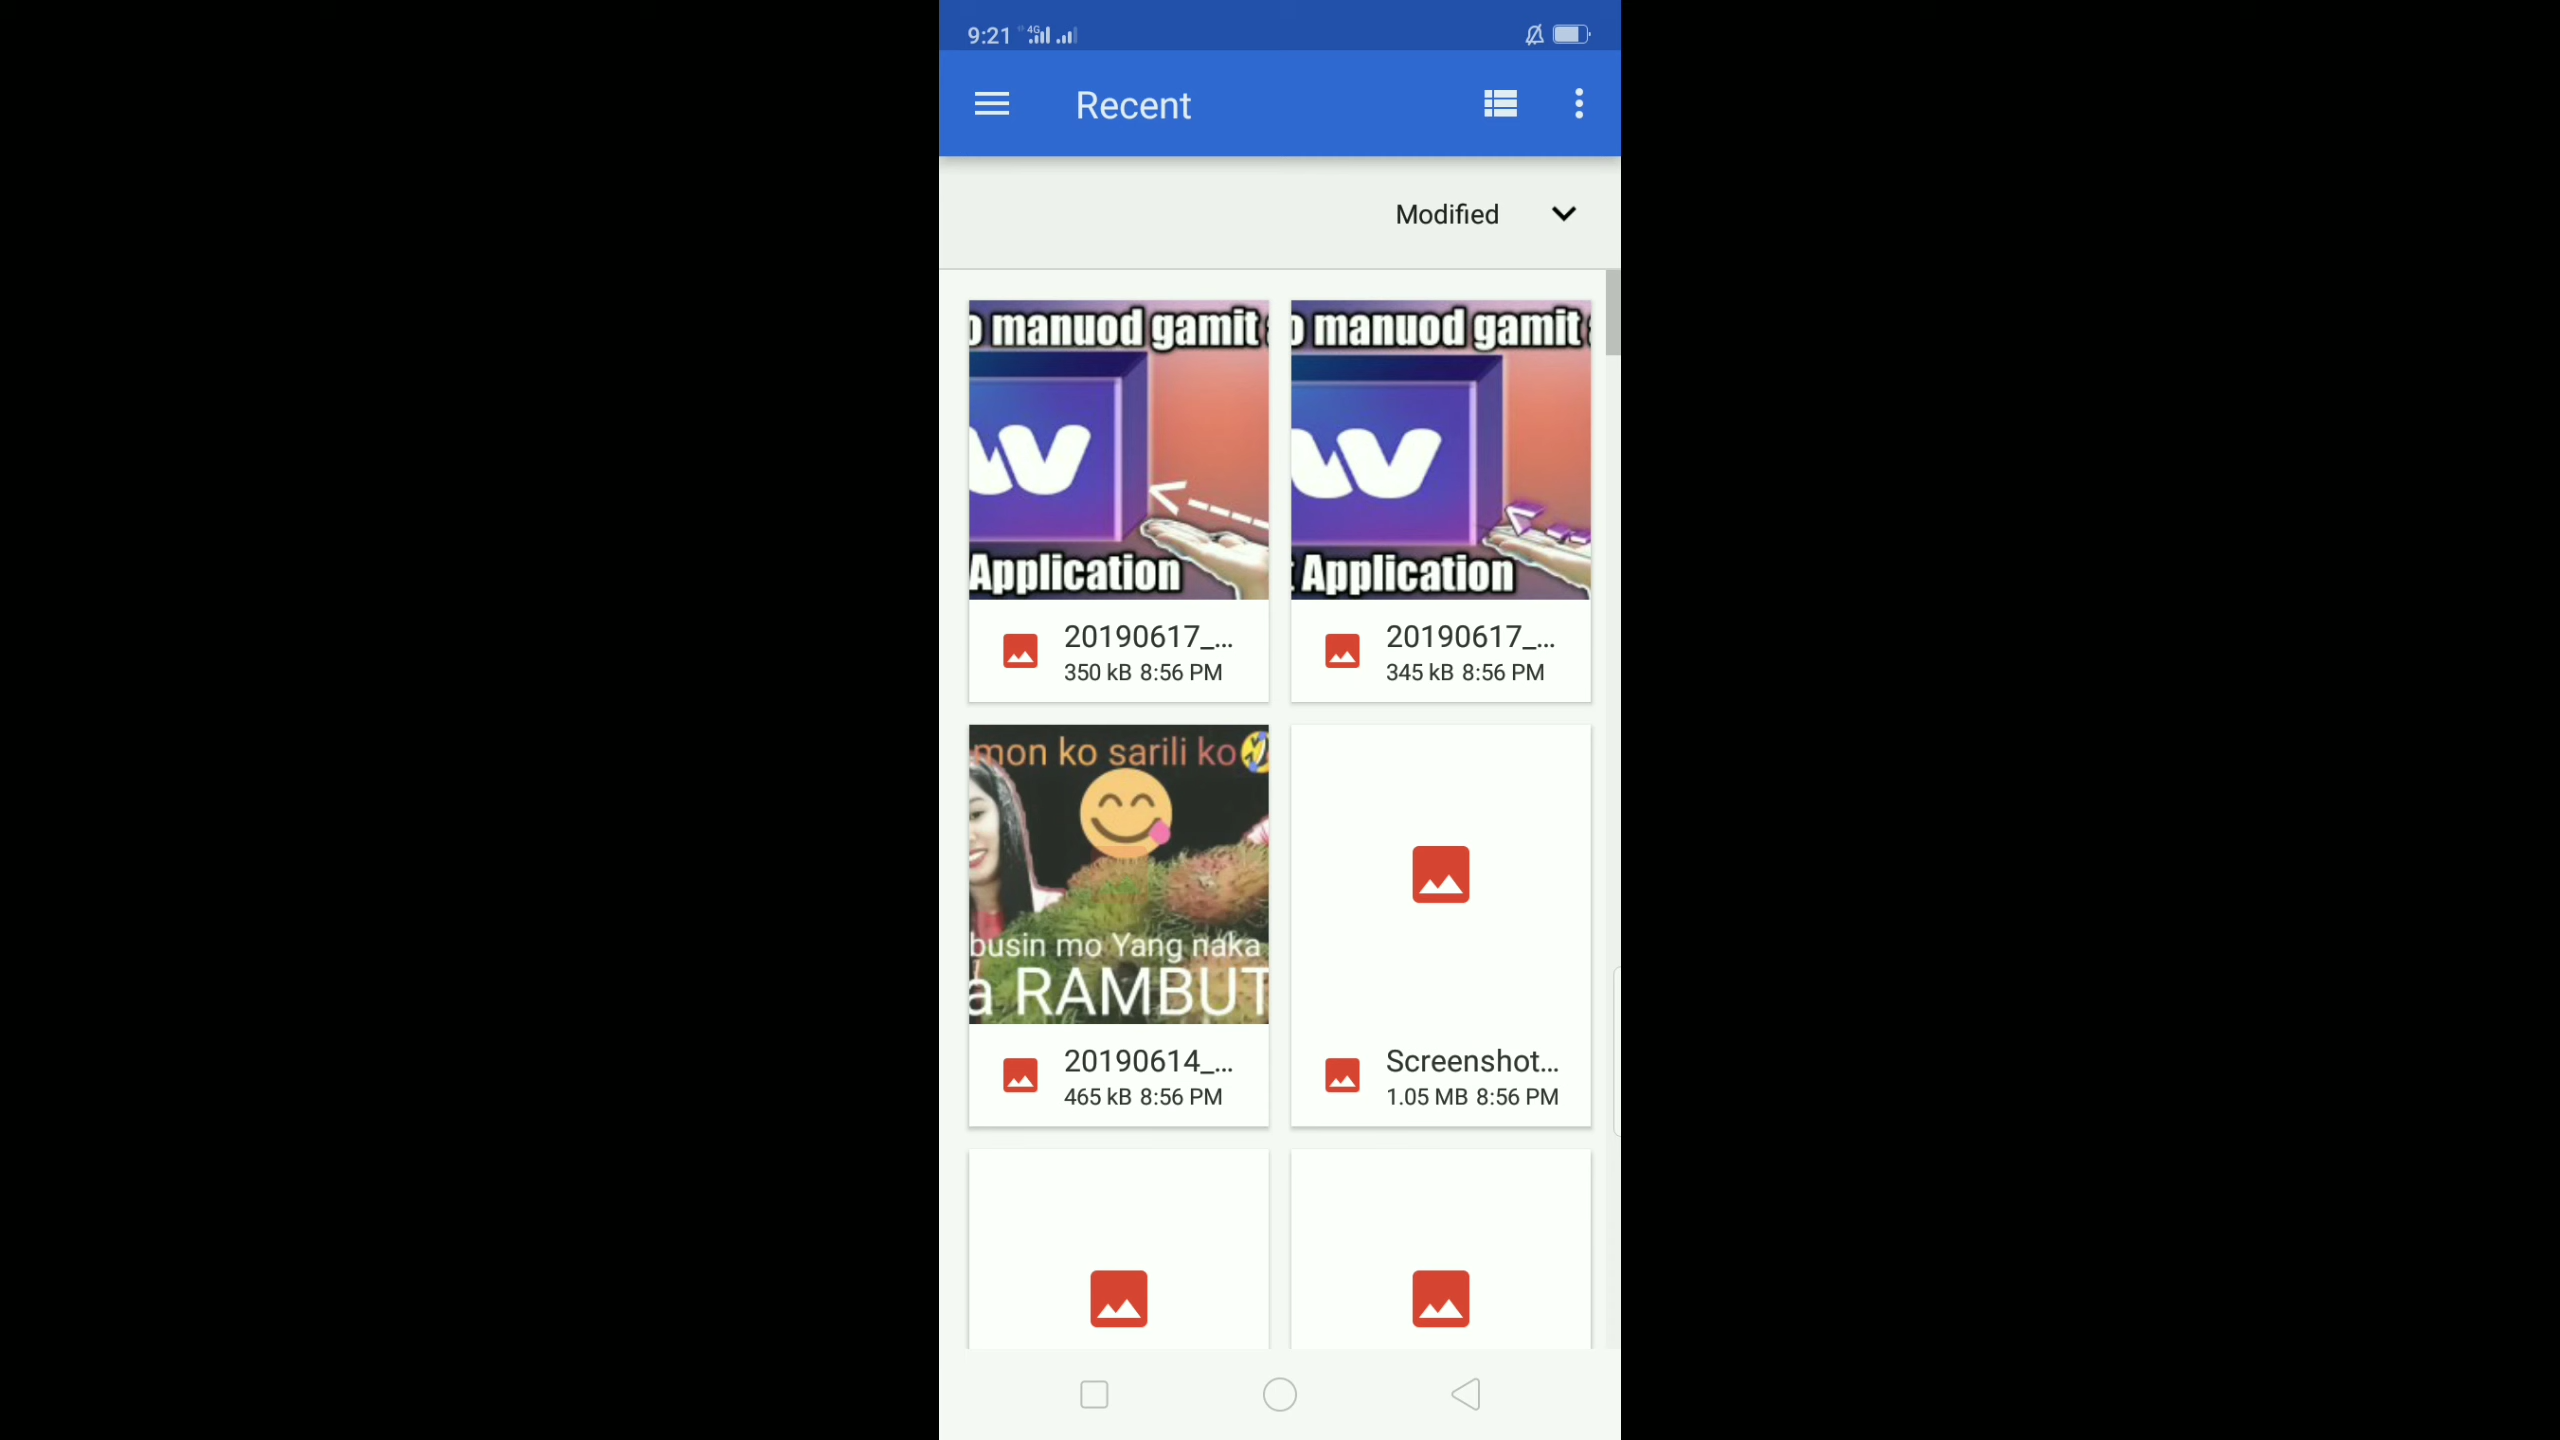 9:21 4G
Recent
Modified
manuod gamit
W
Application
manuod gamit
W
Application
20190617_...
350 kB 8:56 PM
20190617_...
345 kB 8:56 PM
mon ko sarili ko
busin mo Yang naka
a RAMBUT
20190614_...
465 kB 8:56 PM
Screenshot...
1.05 MB 8:56 PM